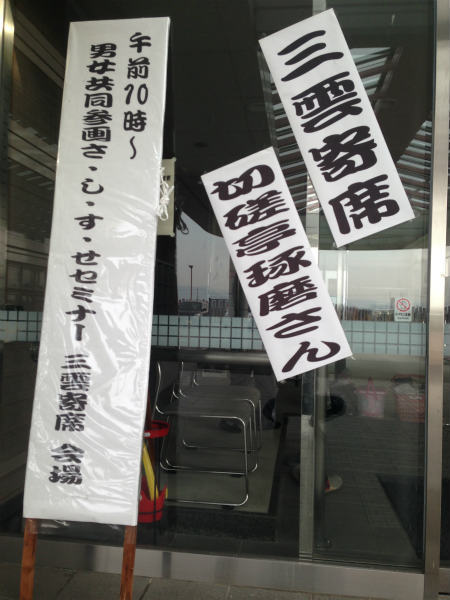 午前10時～
男女共同参画さ・し・す・せセミナー 三雲寄席 会場
三雲寄席
切磋亭琢磨さん